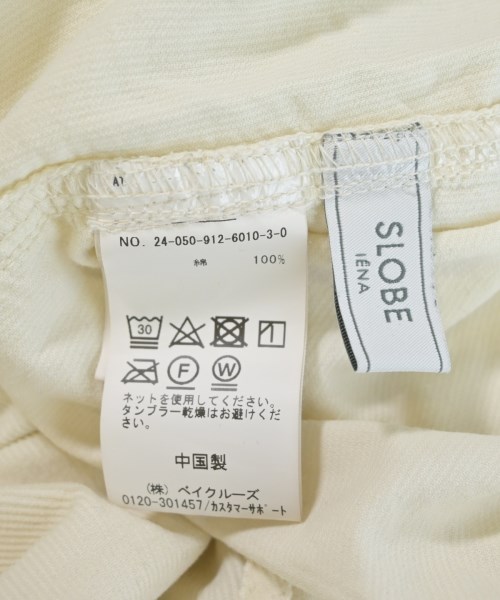 NO. 24-050-912-6010-3-0
綿 100%
30
F W
ネットを使用してください。
タンブラー乾燥はお避けくださ
い。
中国製
(株) ベイクルーズ
0120-301457/カスタマーサポート
SLOBE
IÉNA